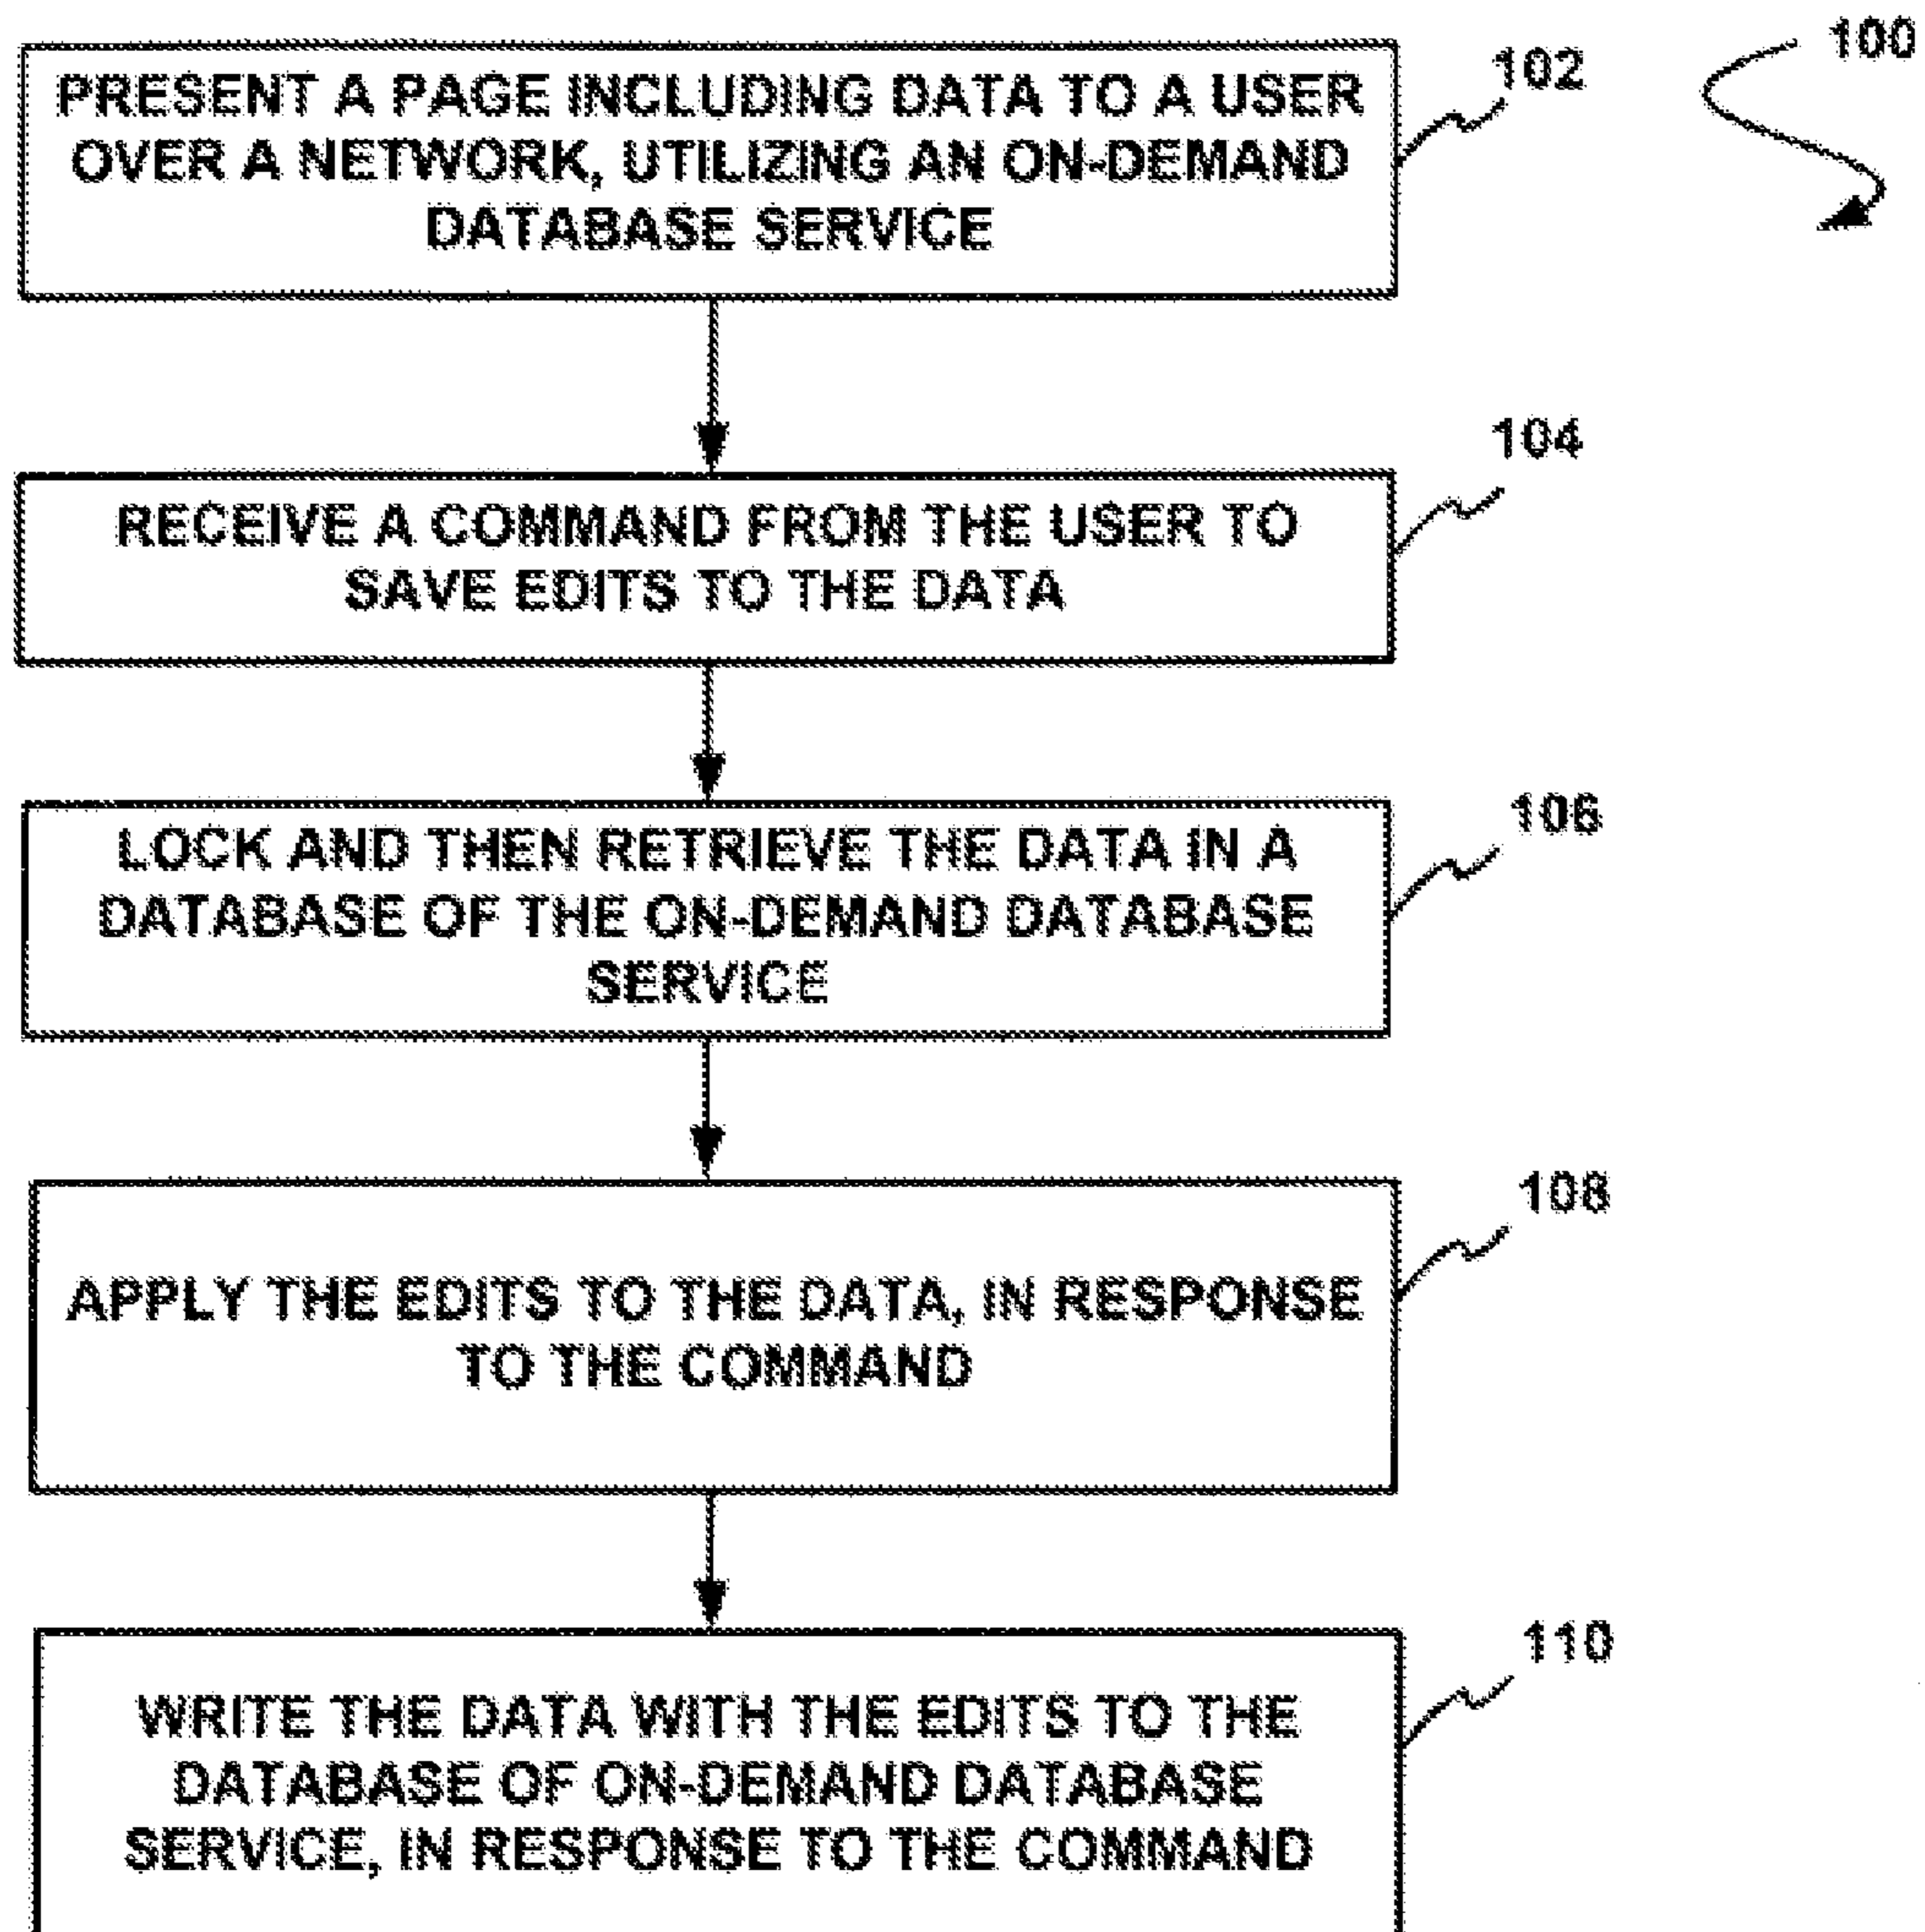 100
102
PRESENT A PAGE INCLUDING DATA TO A USER
OVER A NETWORK, UTILIZING AN ON-DEMAND
DATABASE SERVICE
104
RECEIVE A COMMAND FROM THE USER TO
SAVE EDITS TO THE DATA
106
LOCK AND THEN RETRIEVE THE DATA IN A
DATABASE OF THE ON-DEMAND DATABASE
SERVICE
108
APPLY THE EDITS TO THE DATA, IN RESPONSE
TO THE COMMAND
110
WRITE THE DATA WITH THE EDITS TO THE
DATABASE OF ON-DEMAND DATABASE
SERVICE, IN RESPONSE TO THE COMMAND